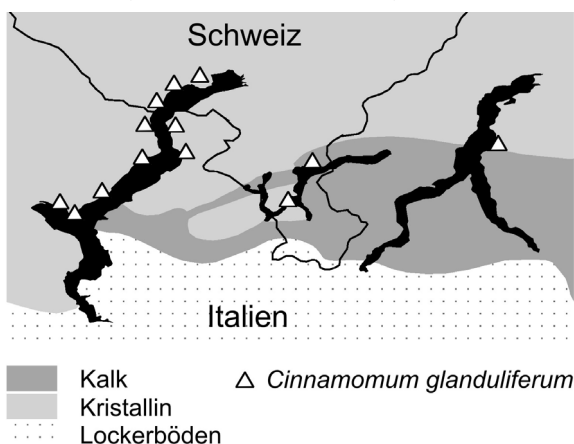 Schweiz
Italien
Kalk
Cinnamomum glanduliferum
Kristallin
Lockerböden